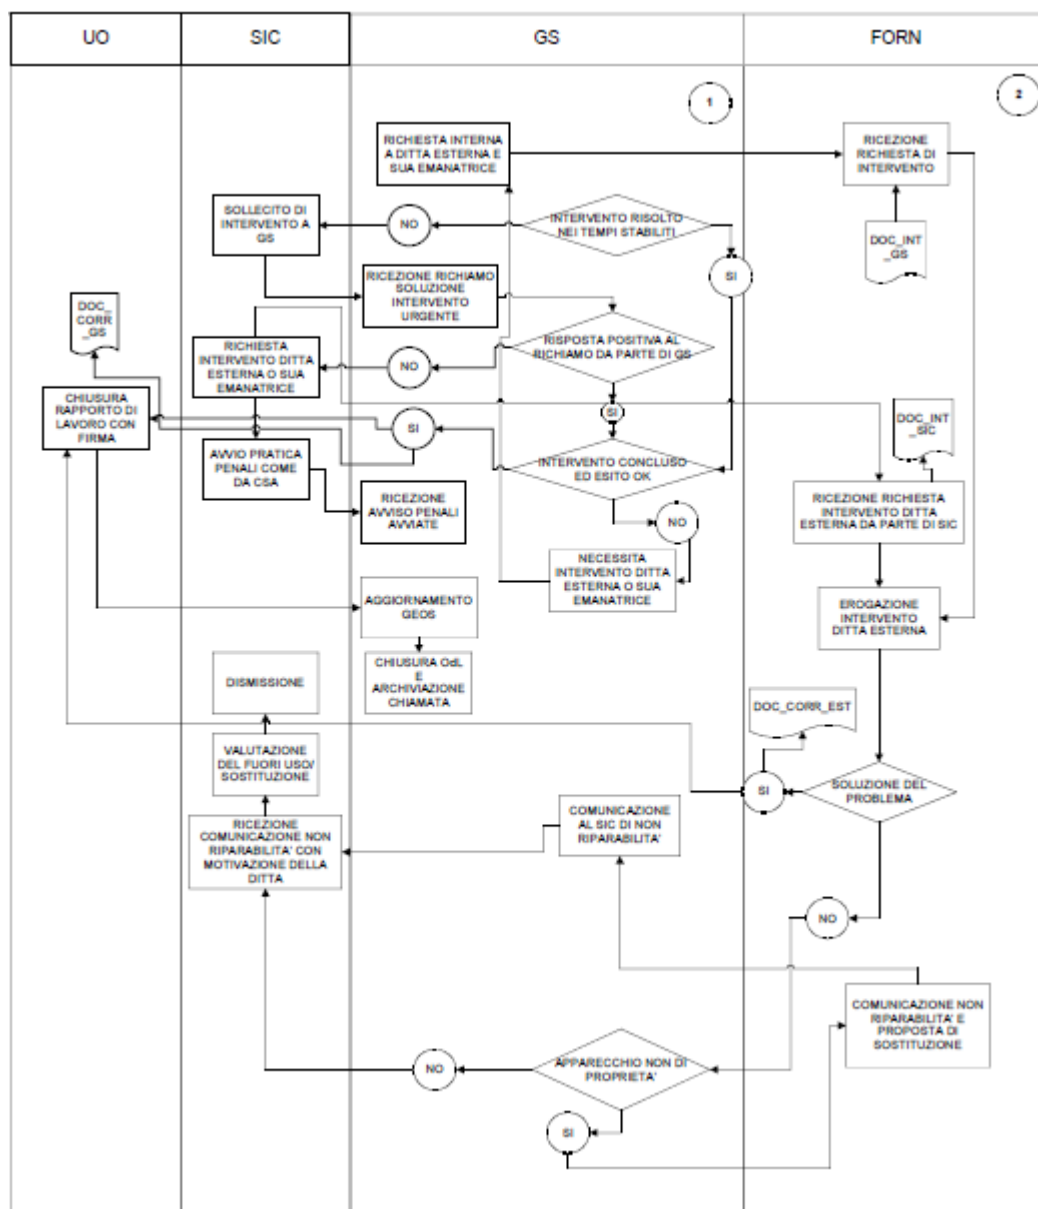 UO
SIC
GS
FORN
1
2
RICHIESTA INTERNA
A DITTA ESTERNA E
SUA EMANATRICE
RICEZIONE
RICHIESTA DI
INTERVENTO
SOLLECITO DI
INTERVENTO A
GS
NO
INTERVENTO RISOLTO
NEI TEMPI STABILITI
SI
DOC_INT
_GS
RICEZIONE RICHIAMO
SOLUZIONE
INTERVENTO
URGENTE
DOC_
CORR
_GS
RICHIESTA
INTERVENTO DITTA
ESTERNA O SUA
EMANATRICE
NO
RISPOSTA POSITIVA AL
RICHIAMO DA PARTE DI GS
SI
CHIUSURA
RAPPORTO DI
LAVORO CON
FIRMA
SI
DOC_INT
_SIC
AVVIO PRATICA
PENALI COME
DA CSA
INTERVENTO CONCLUSO
ED ESITO OK
RICEZIONE
AVVISO PENALI
AVVIATE
NO
RICEZIONE RICHIESTA
INTERVENTO DITTA
ESTERNA DA PARTE DI SIC
NECESSITA
INTERVENTO DITTA
ESTERNA O SUA
EMANATRICE
AGGIORNAMENTO
GEOS
EROGAZIONE
INTERVENTO
DITTA ESTERNA
CHIUSURA OdL
E
ARCHIVIAZIONE
CHIAMATA
DISMISSIONE
DOC_CORR_EST
VALUTAZIONE
DEL FUORI USO/
SOSTITUZIONE
SI
SOLUZIONE DEL
PROBLEMA
RICEZIONE
COMUNICAZIONE NON
RIPARABILITA' CON
MOTIVAZIONE DELLA
DITTA
COMUNICAZIONE
AL SIC DI NON
RIPARABILITA'
NO
COMUNICAZIONE NON
RIPARABILITA' E
PROPOSTA DI
SOSTITUZIONE
NO
APPARECCHIO NON DI
PROPRIETA'
SI